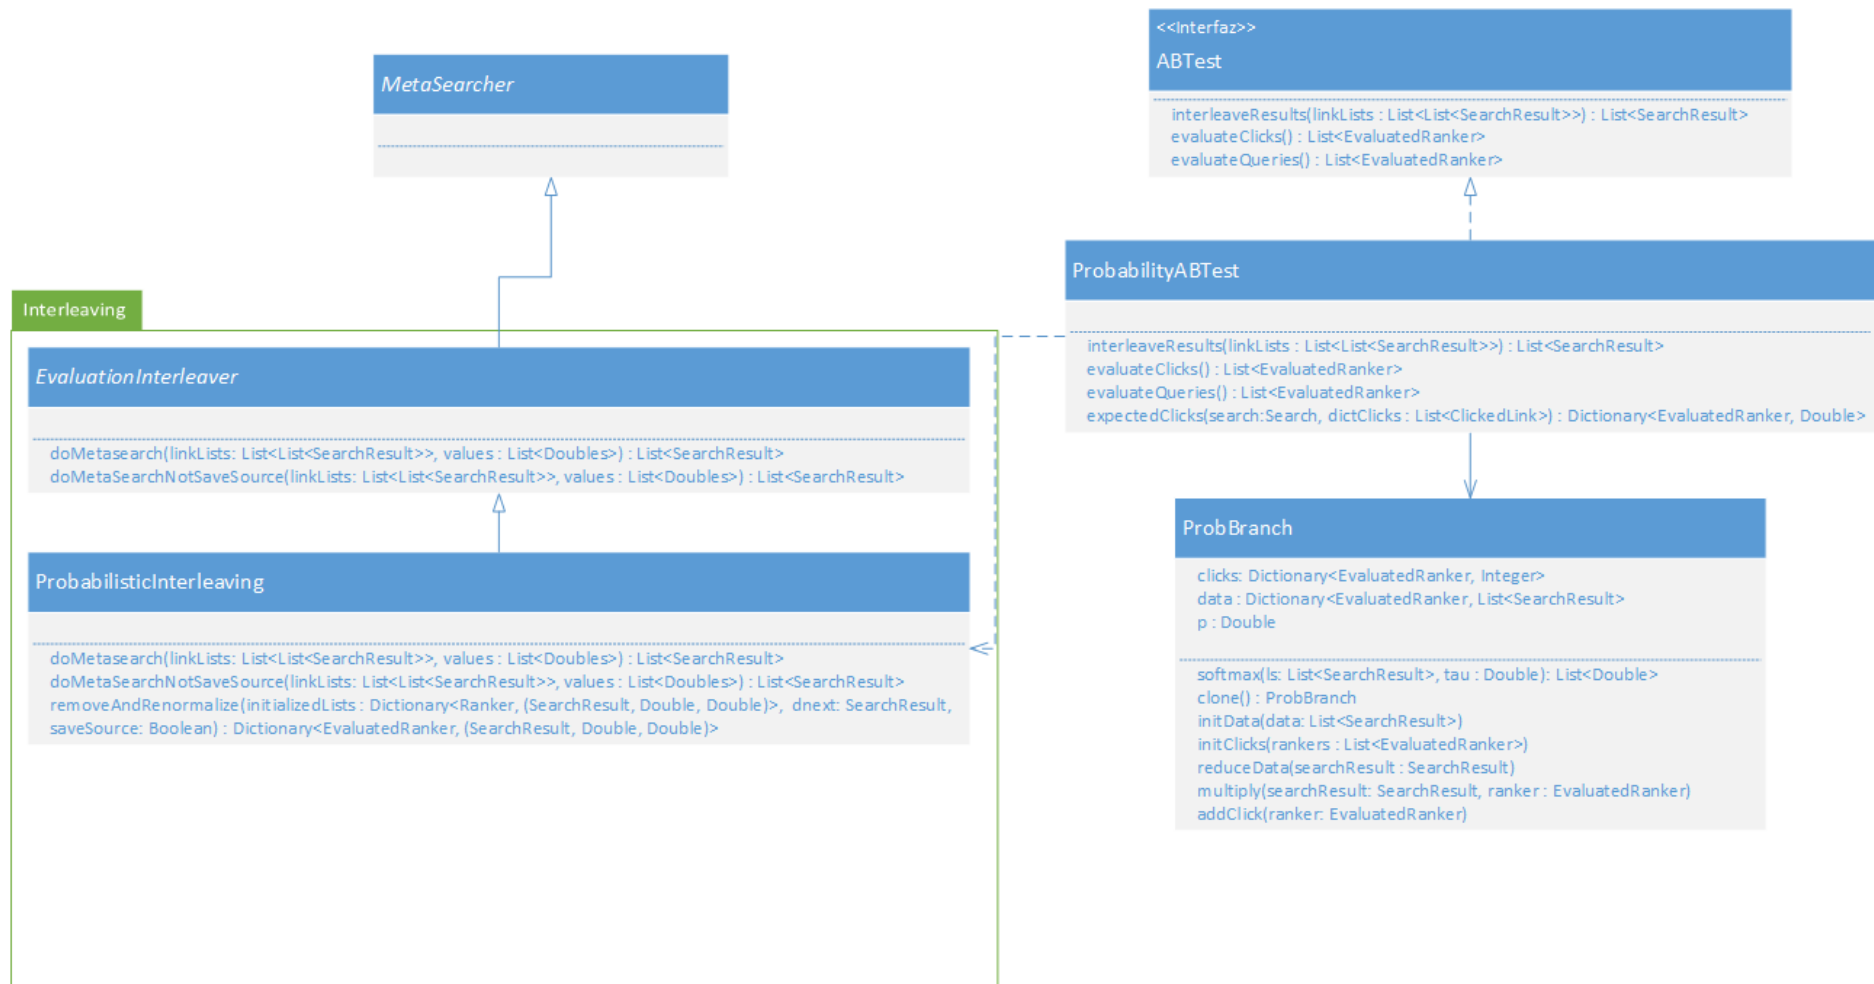 MetaSearcher
<<Interfaz>>
ABTest
interleaveResults(linkLists : List<List<SearchResult>>) : List<SearchResult>
evaluateClicks() : List<EvaluatedRanker>
evaluateQueries() : List<EvaluatedRanker>
ProbabilityABTest
interleaveResults(linkLists : List<List<SearchResult>>) : List<SearchResult>
evaluateClicks() : List<EvaluatedRanker>
evaluateQueries() : List<EvaluatedRanker>
expectedClicks(search:Search, dictClicks : List<ClickedLink>) : Dictionary<EvaluatedRanker, Double>
Interleaving
EvaluationInterleaver
doMetasearch(linkLists: List<List<SearchResult>>, values : List<Doubles>) : List<SearchResult>
doMetaSearchNotSaveSource(linkLists: List<List<SearchResult>>, values : List<Doubles>) : List<SearchResult>
ProbabilisticInterleaving
doMetasearch(linkLists: List<List<SearchResult>>, values : List<Doubles>) : List<SearchResult>
doMetaSearchNotSaveSource(linkLists: List<List<SearchResult>>, values : List<Doubles>) : List<SearchResult>
removeAndRenormalize(initializedLists : Dictionary<Ranker, (SearchResult, Double, Double)>, dnext: SearchResult,
saveSource: Boolean) : Dictionary<EvaluatedRanker, (SearchResult, Double, Double)>
ProbBranch
clicks: Dictionary<EvaluatedRanker, Integer>
data : Dictionary<EvaluatedRanker, List<SearchResult>
p : Double
softmax(ls: List<SearchResult>, tau : Double): List<Double>
clone() : ProbBranch
initData(data: List<SearchResult>)
initClicks(rankers : List<EvaluatedRanker>)
reduceData(searchResult : SearchResult)
multiply(searchResult: SearchResult, ranker : EvaluatedRanker)
addClick(ranker: EvaluatedRanker)